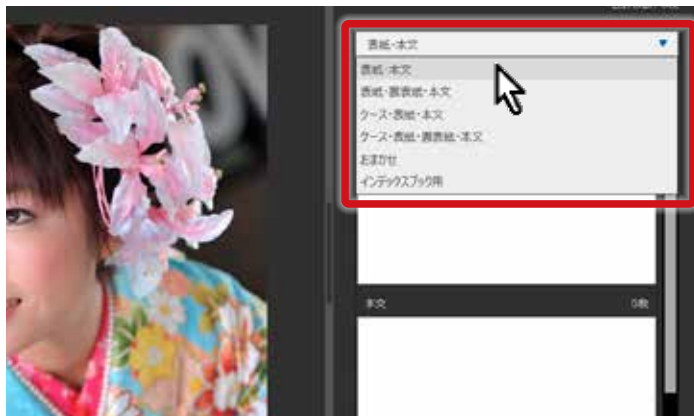 表紙・本文
表紙・本文
表紙・裏表紙・本文
ケース・表紙・本文
ケース・表紙・裏表紙・本文
おまかせ
インデックスブック用
本文 0枚